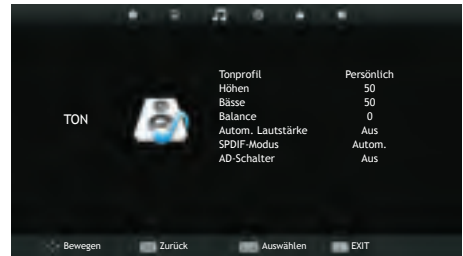 Tonprofil Persönlich
Höhen 50
Bässe 50
TON
Balance 0
Autom. Lautstärke Aus
SPDIF-Modus Autom.
AD-Schalter Aus
Bewegen Zurück Auswählen EXIT